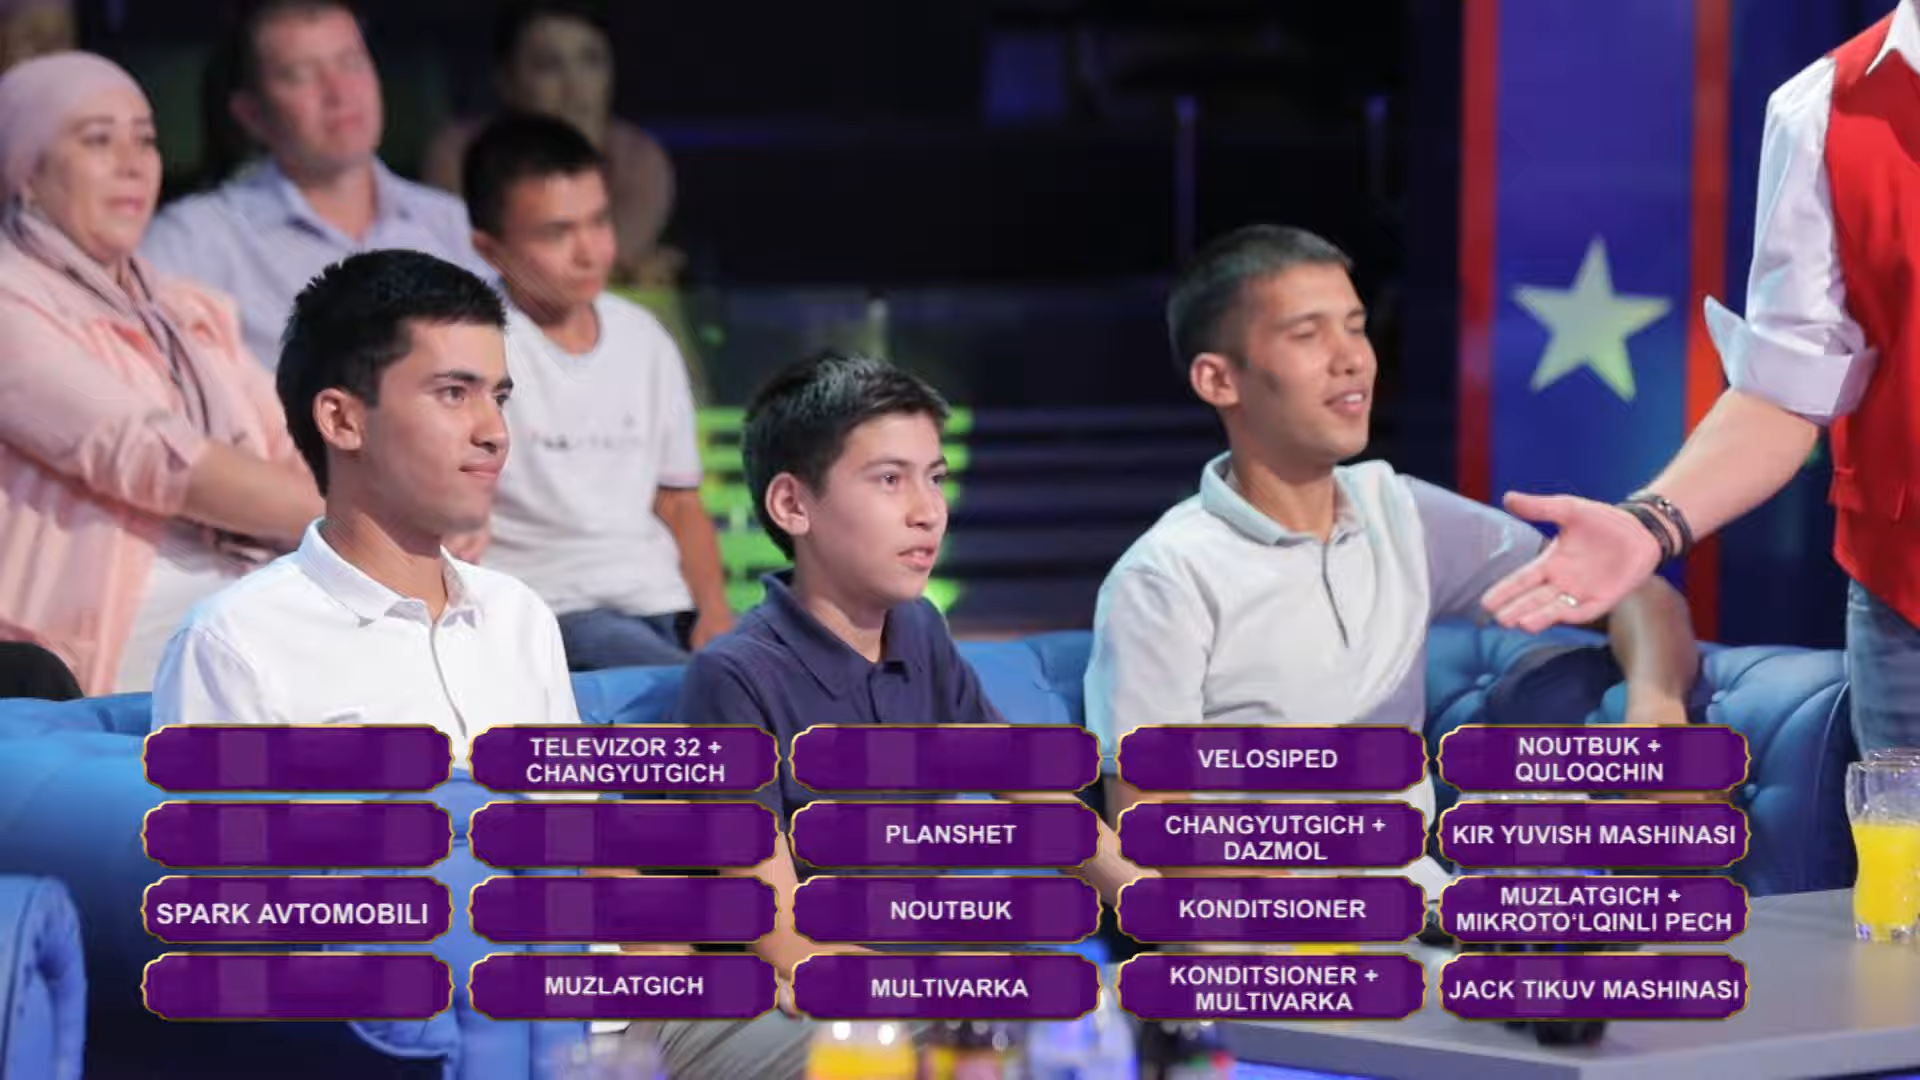 TELEVIZOR 32 +
CHANGYUTGICH
VELOSIPED
NOUTBUK +
QULOQCHIN
PLANSHET
CHANGYUTGICH +
DAZMOL
KIR YUVISH MASHINASI
SPARK AVTOMOBILI
NOUTBUK
KONDITSIONER
MUZLATGICH +
MIKROTO‘LQINLI PECH
MUZLATGICH
MULTIVARKA
KONDITSIONER +
MULTIVARKA
JACK TIKUV MASHINASI